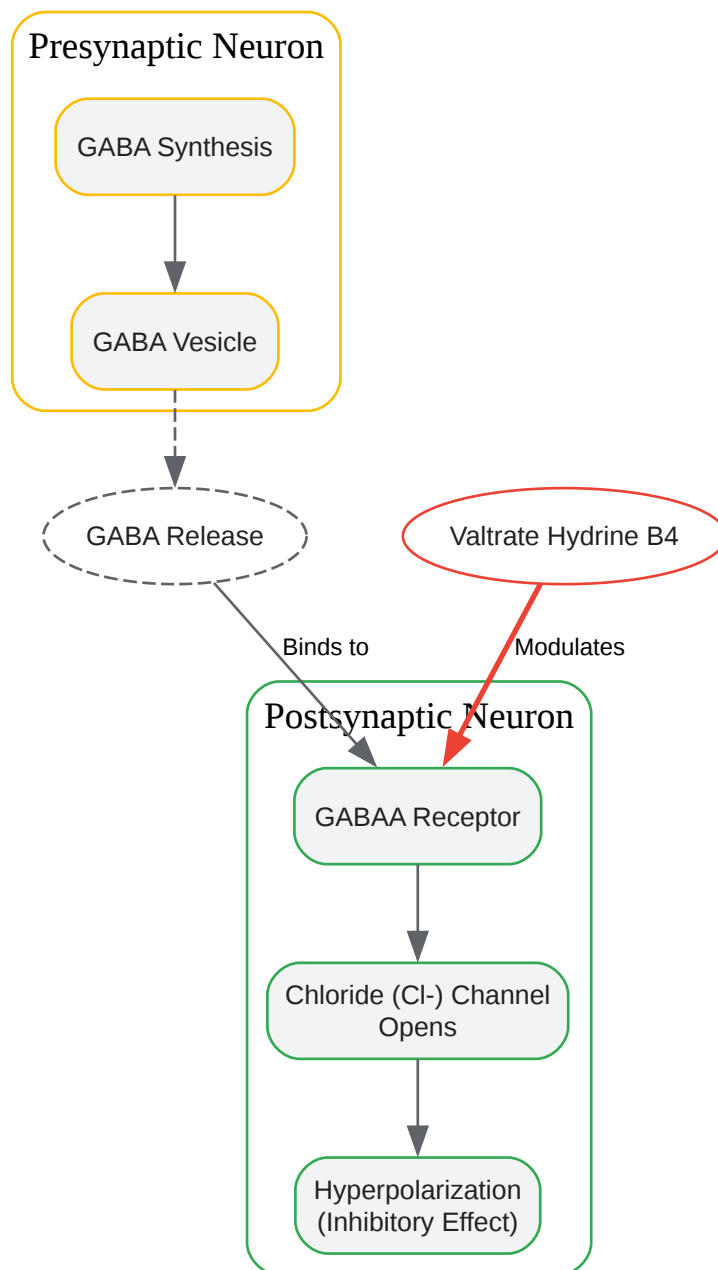 Presynaptic Neuron
GABA Synthesis
GABA Vesicle
GABA Release
Valtrate Hydrine B4
Binds to
Modulates
Postsynaptic Neuron
GABAA Receptor
Chloride (Cl-) Channel
Opens
Hyperpolarization
(Inhibitory Effect)